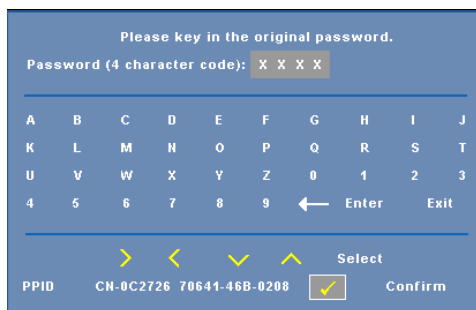 Please key in the original password.
Password (4 character code): X X X X
A B C D E F G H I J
K L M N O P Q R S T
U V W X Y Z 0 1 2 3
4 5 6 7 8 9 Enter Exit
Select
PPID CN-0C2726 70641-46B-0208 Confirm